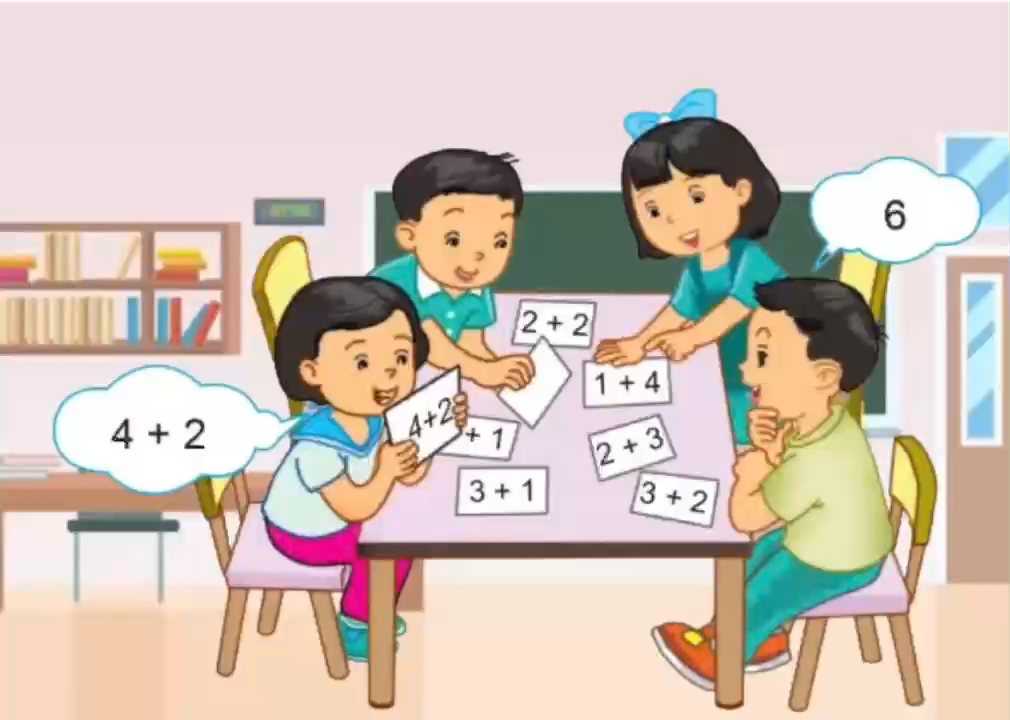 6
2 + 2
1 + 4
4+2
4 + 2
+ 1
2 + 3
3 + 1
3 + 2